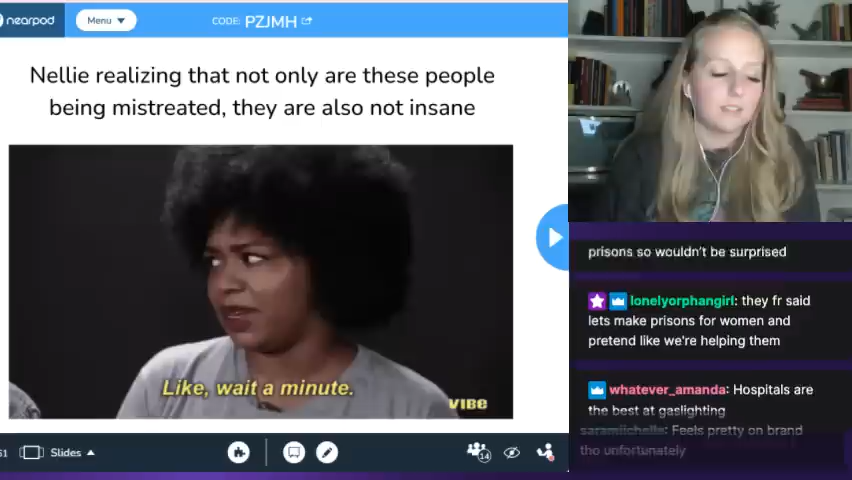 nearpod
Menu
CODE: PZJMH
Nellie realizing that not only are these people
being mistreated, they are also not insane
Like, wait a minute.
VIBE
51
Slides
14
prisons so wouldn't be surprised
lonelyorphangirl: they fr said
lets make prisons for women and
pretend like we're helping them
whatever_amanda: Hospitals are
the best at gaslighting
Feels pretty on brand
tho unfortunately